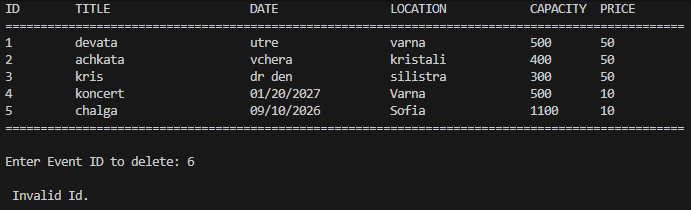 ID TITLE DATE LOCATION CAPACITY PRICE
=================================================================================================
1 devata utre varna 500 50
2 achkata vchera kristali 400 50
3 kris dr den silistra 300 50
4 koncert 01/20/2027 Varna 500 10
5 chalga 09/10/2026 Sofia 1100 10
=================================================================================================
Enter Event ID to delete: 6
Invalid Id.